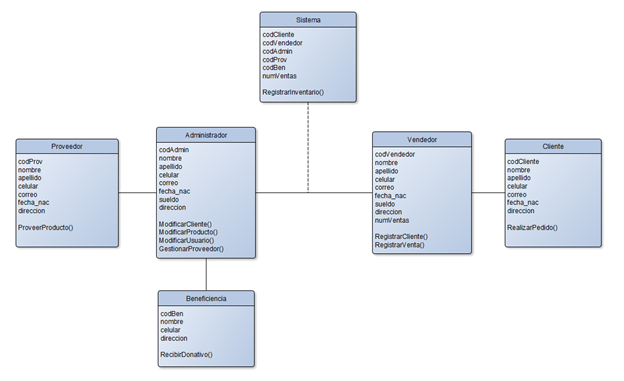 Sistema
codCliente
codVendedor
codAdmin
codProv
codBen
numVentas
RegistrarInventario()
Proveedor
codProv
nombre
apellido
celular
correo
fecha_nac
direccion
ProveerProducto()
Administrador
codAdmin
nombre
apellido
celular
correo
fecha_nac
sueldo
direccion
ModificarCliente()
ModificarProducto()
ModificarUsuario()
GestionarProveedor()
Vendedor
codVendedor
nombre
apellido
celular
correo
fecha_nac
sueldo
direccion
numVentas
RegistrarCliente()
RegistrarVenta()
Cliente
codCliente
nombre
apellido
celular
correo
fecha_nac
direccion
RealizarPedido()
Beneficiencia
codBen
nombre
celular
direccion
RecibirDonativo()